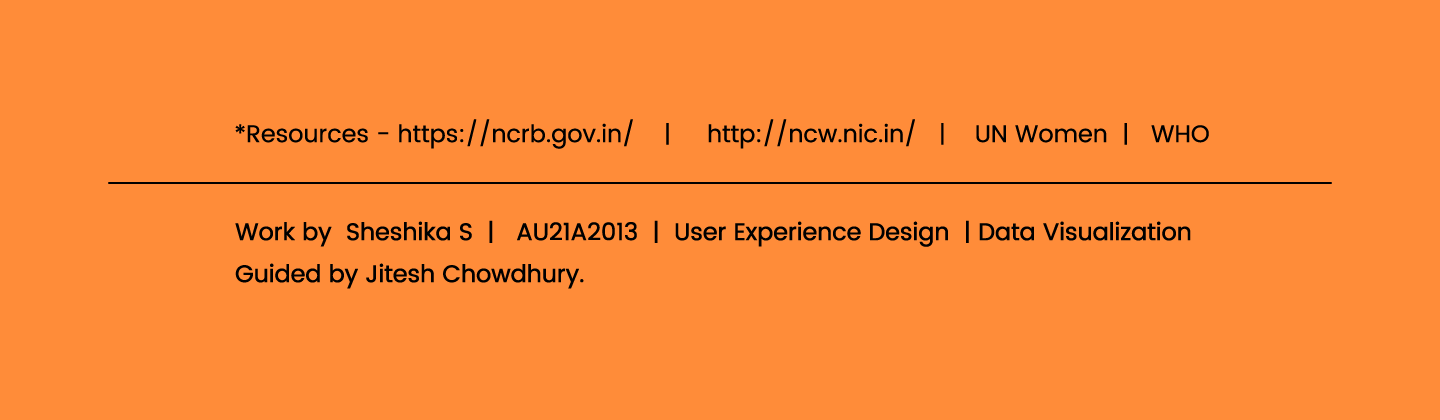 *Resources - https://ncrb.gov.in/ | http://ncw.nic.in/ | UN Women | WHO
Work by Sheshika S | AU21A2013 | User Experience Design | Data Visualization
Guided by Jitesh Chowdhury.